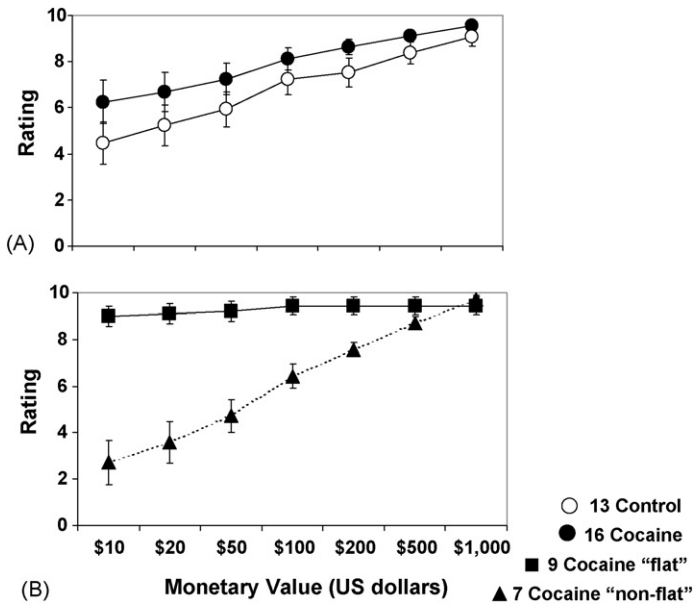 10
8
6
4
2
0
Rating
(A)
10
8
6
4
2
0
Rating
$10 $20 $50 $100 $200 $500 $1,000
(B) Monetary Value (US dollars)
13 Control
16 Cocaine
9 Cocaine “flat”
7 Cocaine “non-flat”